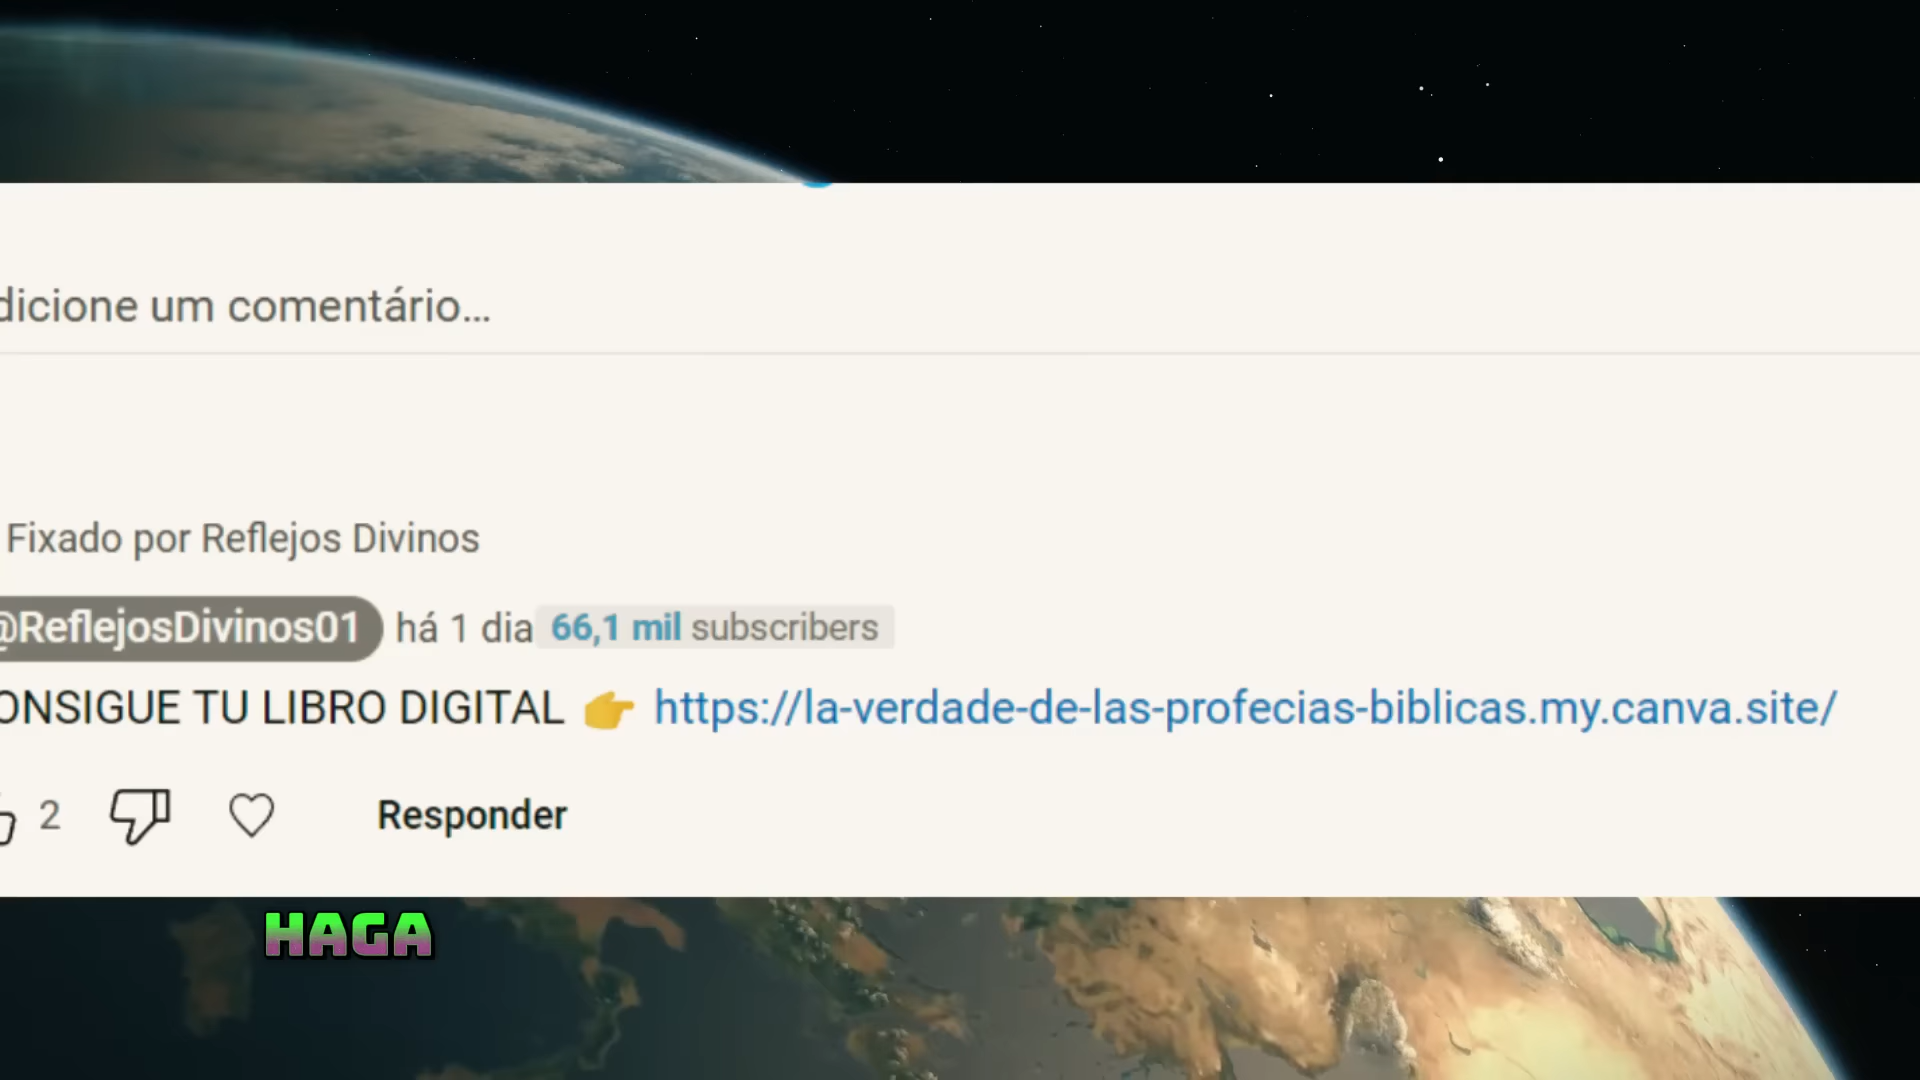 dicione um comentário...
Fixado por Reflejos Divinos
@ReflejosDivinos01 há 1 dia 66,1 mil subscribers
ONSIGUE TU LIBRO DIGITAL 👉 https://la-verdade-de-las-profecias-biblicas.my.canva.site/
2 Responder
HAGA